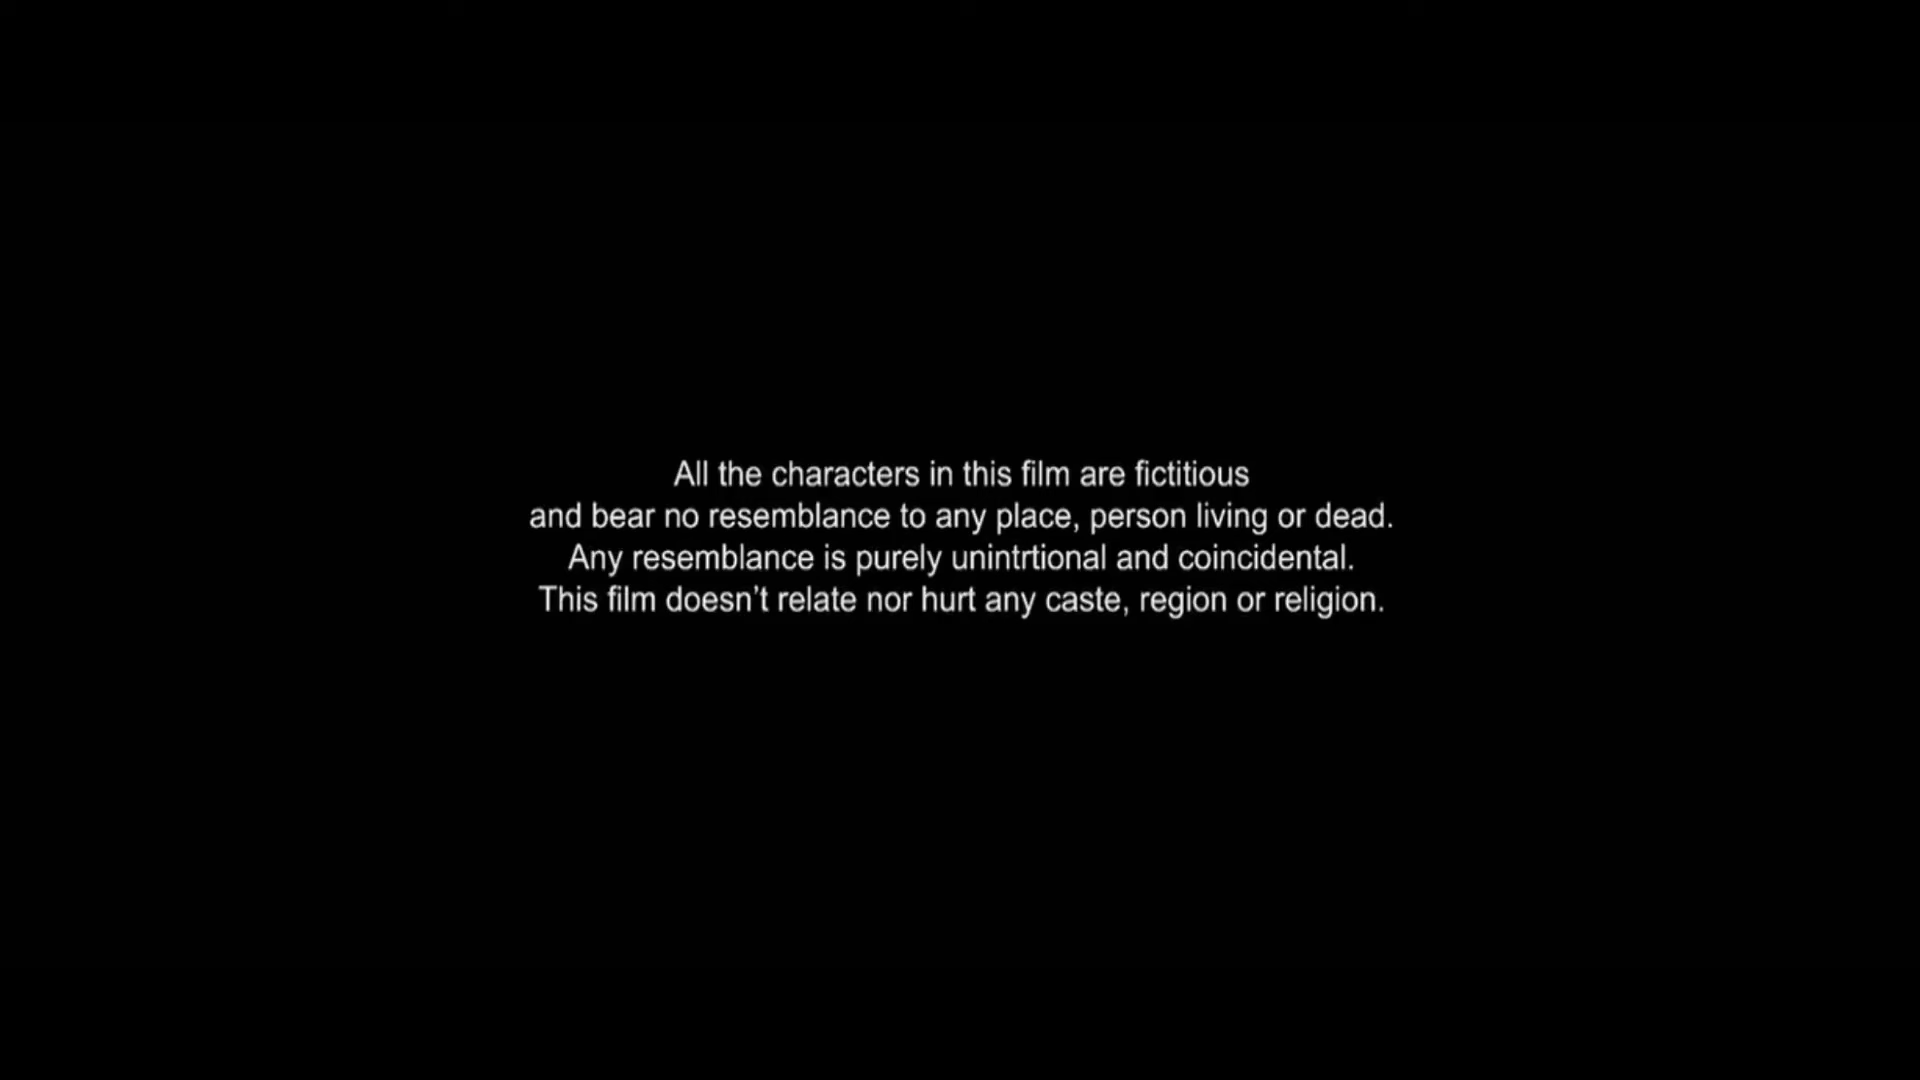 All the characters in this film are fictitious
and bear no resemblance to any place, person living or dead.
Any resemblance is purely unintrtional and coincidental.
This film doesn’t relate nor hurt any caste, region or religion.